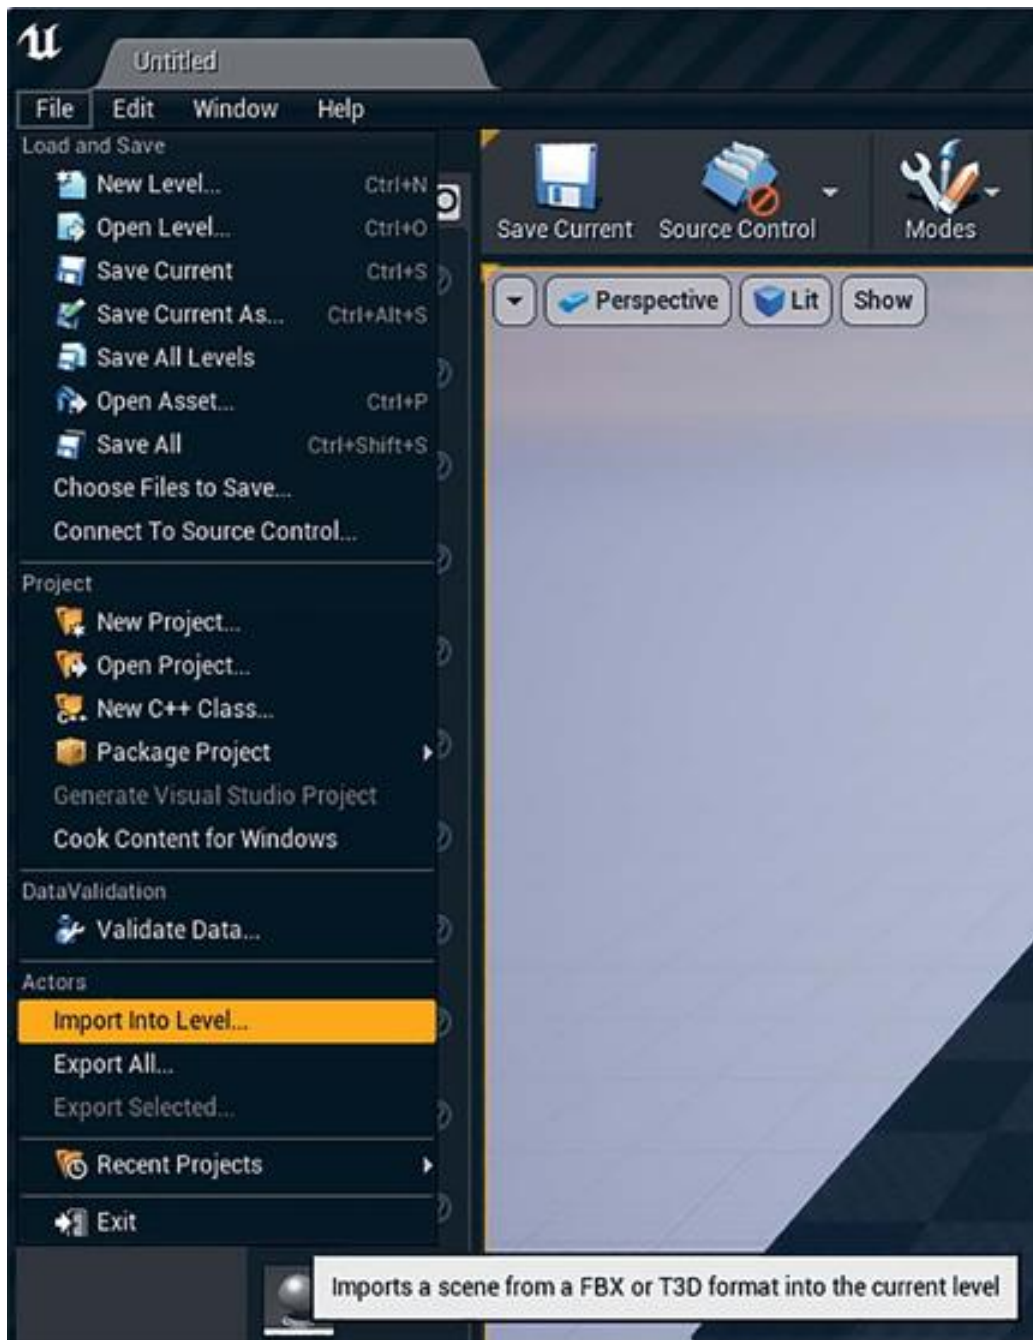 Untitled
File Edit Window Help
Load and Save
New Level... Ctrl+N
Open Level... Ctrl+O
Save Current Ctrl+S
Save Current As... Ctrl+Alt+S
Save All Levels
Open Asset... Ctrl+P
Save All Ctrl+Shift+S
Choose Files to Save...
Connect To Source Control...
Project
New Project...
Open Project...
New C++ Class...
Package Project
Generate Visual Studio Project
Cook Content for Windows
DataValidation
Validate Data...
Actors
Import Into Level...
Export All...
Export Selected...
Recent Projects
Exit
Save Current Source Control Modes
Perspective Lit Show
Imports a scene from a FBX or T3D format into the current level